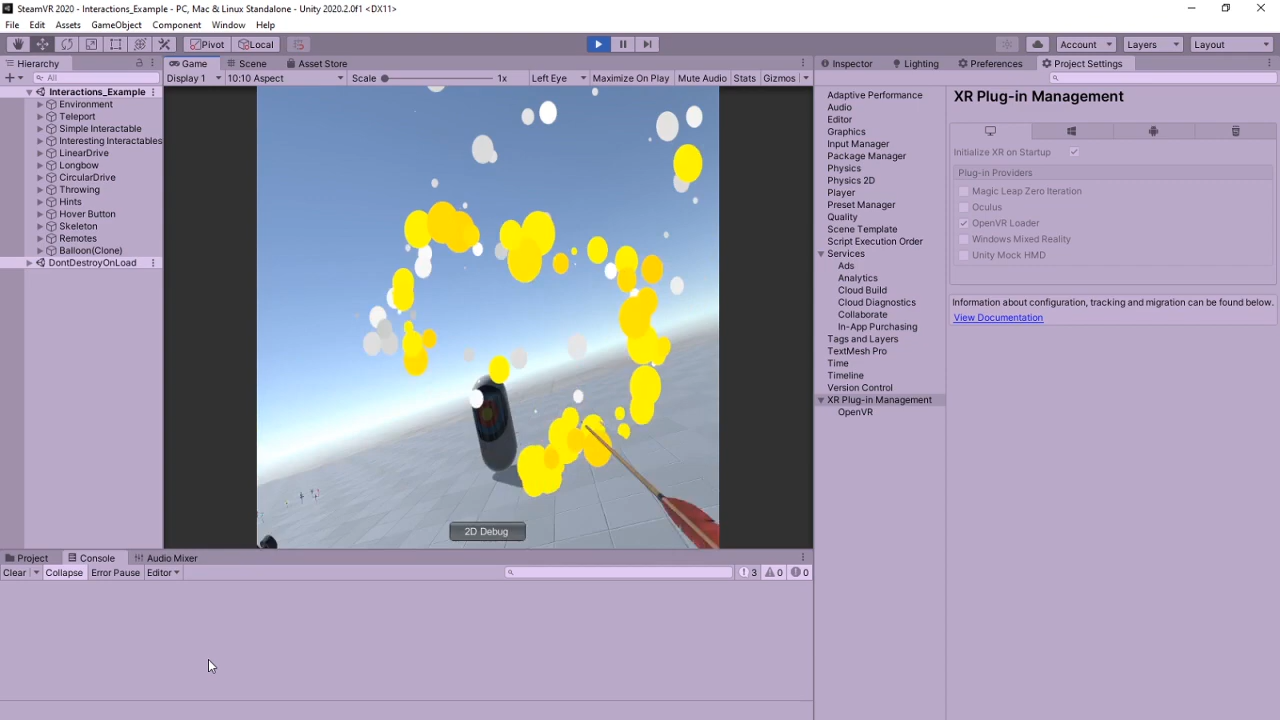 SteamVR 2020 - Interactions_Example - PC, Mac & Linux Standalone - Unity 2020.2.0f1 <DX11>
File Edit Assets GameObject Component Window Help
Pivot Local Account Layers Layout
Hierarchy
All
Interactions_Example
Environment
Teleport
Simple Interactable
Interesting Interactables
LinearDrive
Longbow
CircularDrive
Throwing
Hints
Hover Button
Skeleton
Remotes
Balloon(Clone)
DontDestroyOnLoad
Game Scene Asset Store
Display 1 10:10 Aspect Scale 1x Left Eye Maximize On Play Mute Audio Stats Gizmos
2D Debug
Project Console Audio Mixer
Clear Collapse Error Pause Editor 3 0 0
Inspector Lighting Preferences Project Settings
Adaptive Performance
Audio
Editor
Graphics
Input Manager
Package Manager
Physics
Physics 2D
Player
Preset Manager
Quality
Scene Template
Script Execution Order
Services
Ads
Analytics
Cloud Build
Cloud Diagnostics
Collaborate
In-App Purchasing
Tags and Layers
TextMesh Pro
Time
Timeline
Version Control
XR Plug-in Management
OpenVR
XR Plug-in Management
Initialize XR on Startup
Plug-in Providers
Magic Leap Zero Iteration
Oculus
OpenVR Loader
Windows Mixed Reality
Unity Mock HMD
Information about configuration, tracking and migration can be found below.
View Documentation